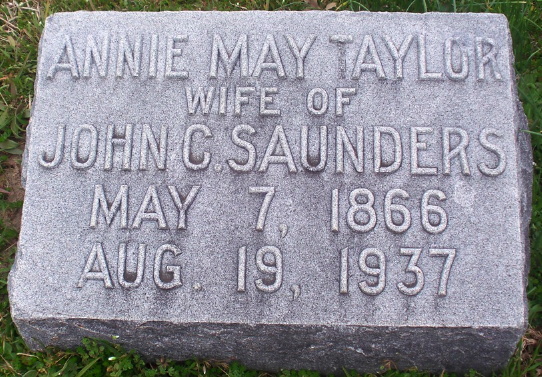 ANNIE MAY TAYLOR
WIFE OF
JOHN C. SAUNDERS
MAY 7, 1866
AUG. 19, 1937